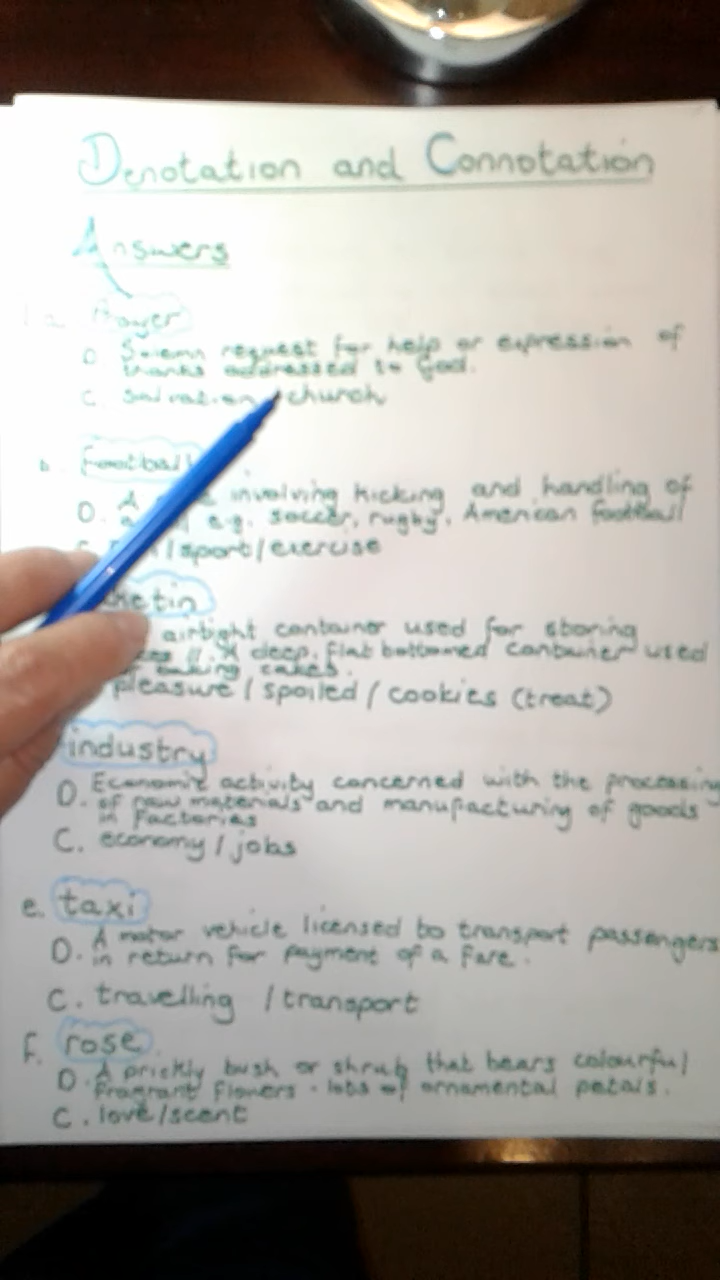 Denotation and Connotation
Answers
a. Prayer
D. Solemn request for help or expression of
thanks addressed to God.
C. salvation / church
b. Football
D. A involving kicking and handling of
e.g. soccer, rugby, American football
/ sport / exercise
ketin
airtight container used for storing
// A deep, flat bottomed container used
baking cakes.
pleasure / spoiled / cookies (treat)
industry
D. Economic activity concerned with the processing
of raw materials and manufacturing of goods
in factories
C. economy / jobs
e. taxi
D. A motor vehicle licensed to transport passengers
in return for payment of a fare.
C. travelling / transport
f. rose
D. A prickly bush or shrub that bears colourful
fragrant flowers - lots of ornamental petals.
C. love / scent